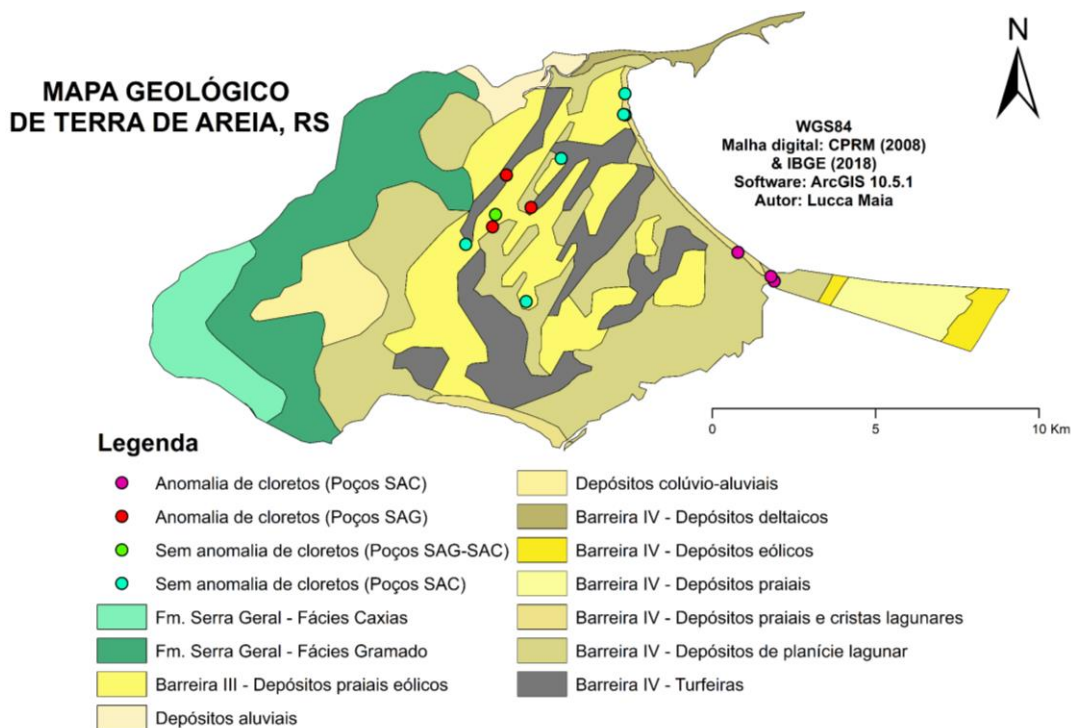 MAPA GEOLÓGICO
DE TERRA DE AREIA, RS
N
WGS84
Malha digital: CPRM (2008)
& IBGE (2018)
Software: ArcGIS 10.5.1
Autor: Lucca Maia
0 5 10 Km
Legenda
Anomalia de cloretos (Poços SAC)
Anomalia de cloretos (Poços SAG)
Sem anomalia de cloretos (Poços SAG-SAC)
Sem anomalia de cloretos (Poços SAC)
Fm. Serra Geral - Fácies Caxias
Fm. Serra Geral - Fácies Gramado
Barreira III - Depósitos praiais eólicos
Depósitos aluviais
Depósitos colúvio-aluviais
Barreira IV - Depósitos deltaicos
Barreira IV - Depósitos eólicos
Barreira IV - Depósitos praiais
Barreira IV - Depósitos praiais e cristas lagunares
Barreira IV - Depósitos de planície lagunar
Barreira IV - Turfeiras